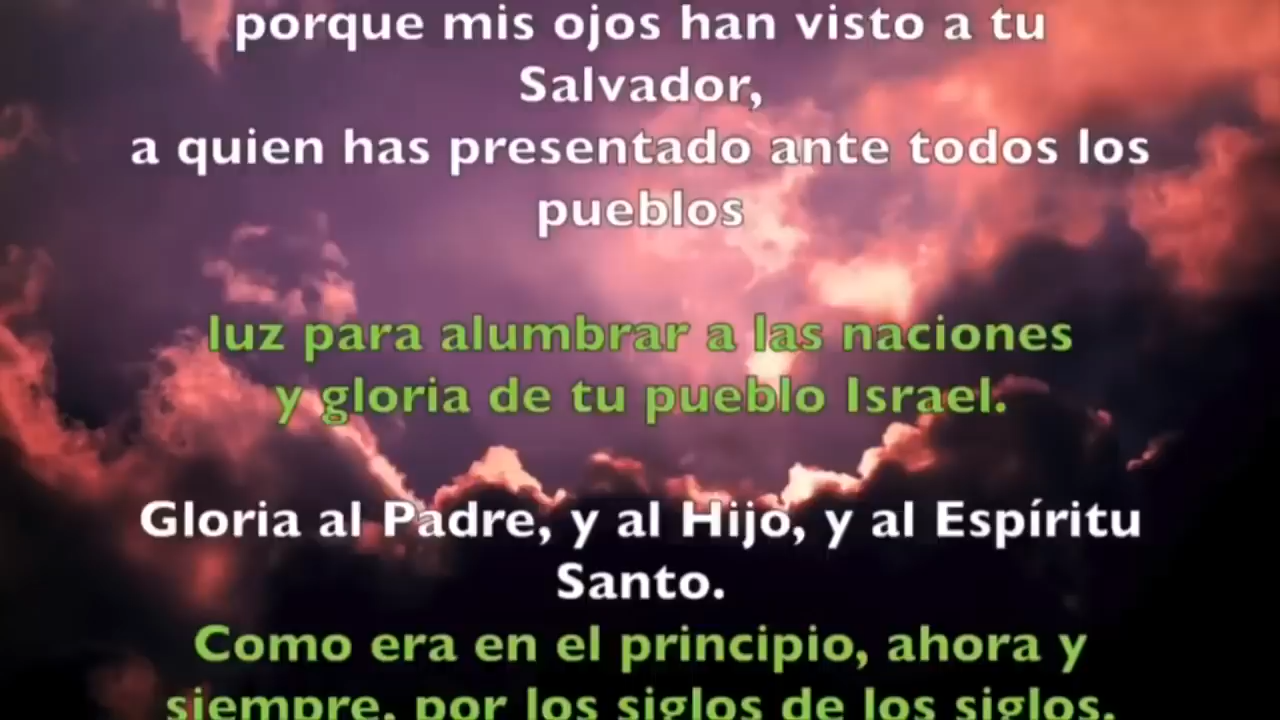 porque mis ojos han visto a tu
Salvador,
a quien has presentado ante todos los
pueblos
luz para alumbrar a las naciones
y gloria de tu pueblo Israel.
Gloria al Padre, y al Hijo, y al Espíritu
Santo.
Como era en el principio, ahora y
siempre, por los siglos de los siglos.